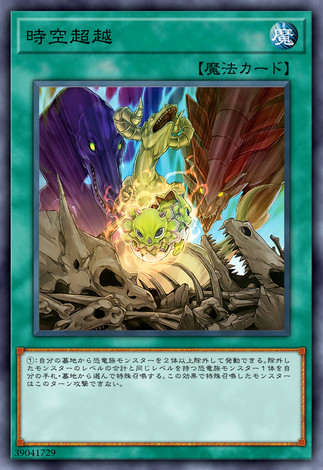 時空超越
魔
【魔法カード】
①：自分の墓地から恐竜族モンスターを２体以上除外して発動できる。除外し
たモンスターのレベルの合計と同じレベルを持つ恐竜族モンスター１体を自
分の手札・墓地から選んで特殊召喚する。この効果で特殊召喚したモンスター
はこのターン攻撃できない。
39041729